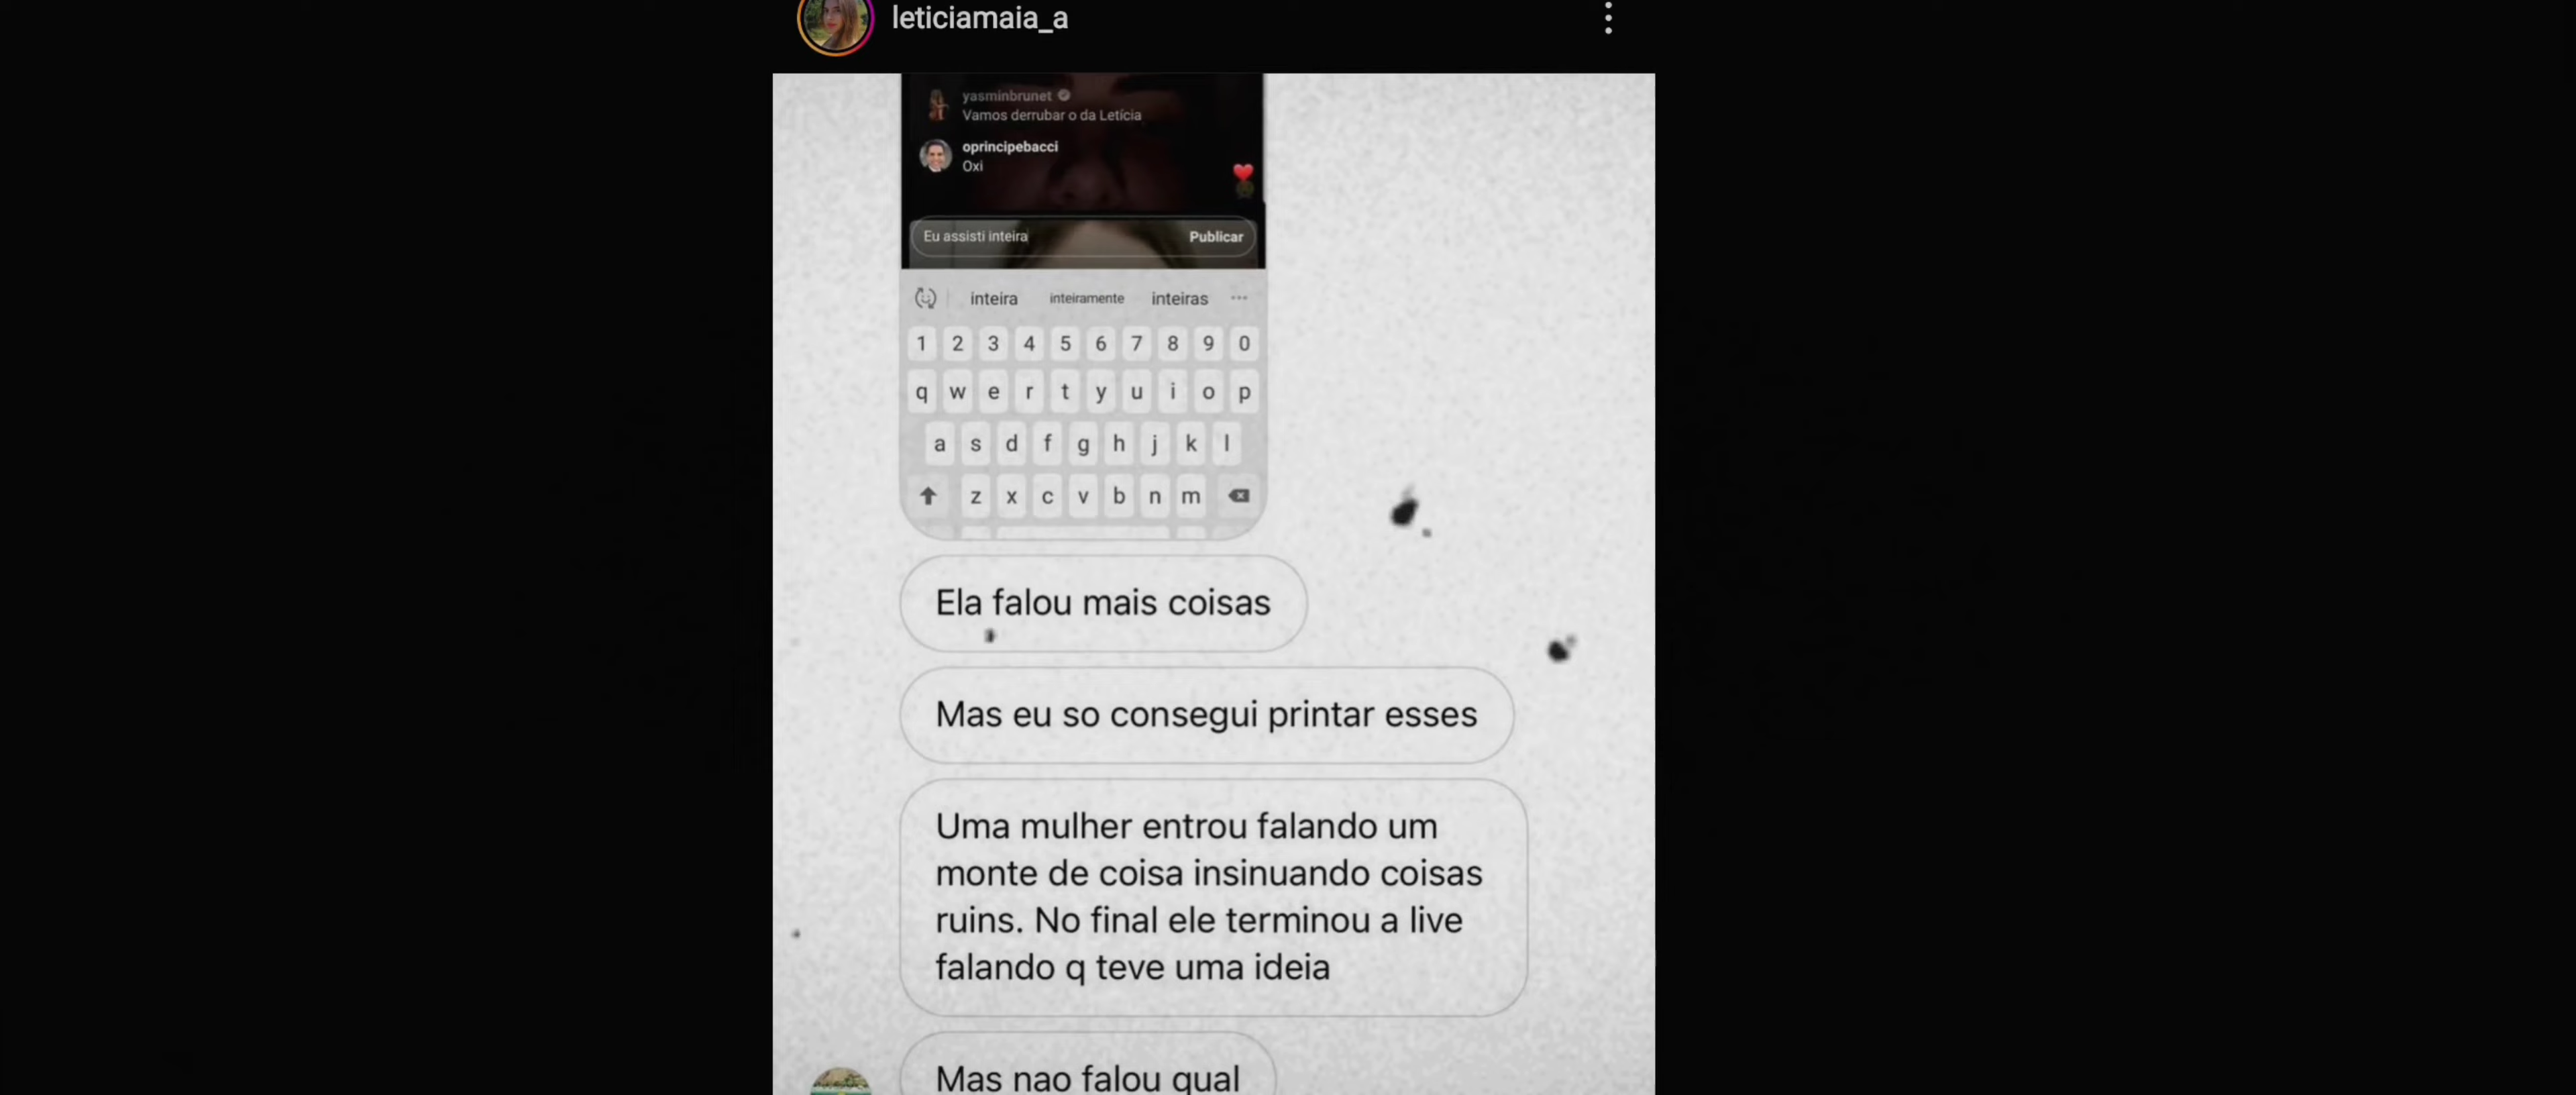 leticiamaia_a
yasminbrunet
Vamos derrubar o da Letícia
oprincipebacci
Oxi
Eu assisti inteira Publicar
inteira inteiramente inteiras
1 2 3 4 5 6 7 8 9 0
q w e r t y u i o p
a s d f g h j k l
z x c v b n m
Ela falou mais coisas
Mas eu so consegui printar esses
Uma mulher entrou falando um
monte de coisa insinuando coisas
ruins. No final ele terminou a live
falando q teve uma ideia
Mas nao falou qual